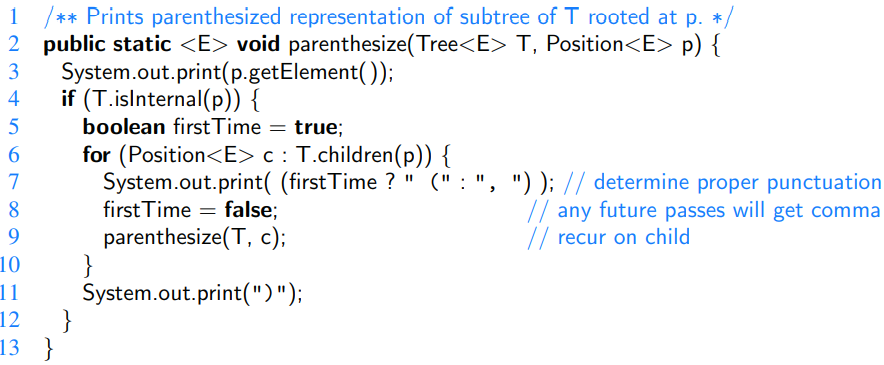 1 /** Prints parenthesized representation of subtree of T rooted at p. */
2 public static <E> void parenthesize(Tree<E> T, Position<E> p) {
3 System.out.print(p.getElement());
4 if (T.isInternal(p)) {
5 boolean firstTime = true;
6 for (Position<E> c : T.children(p)) {
7 System.out.print( (firstTime ? " (" : ", ") ); // determine proper punctuation
8 firstTime = false; // any future passes will get comma
9 parenthesize(T, c); // recur on child
10 }
11 System.out.print(")");
12 }
13 }